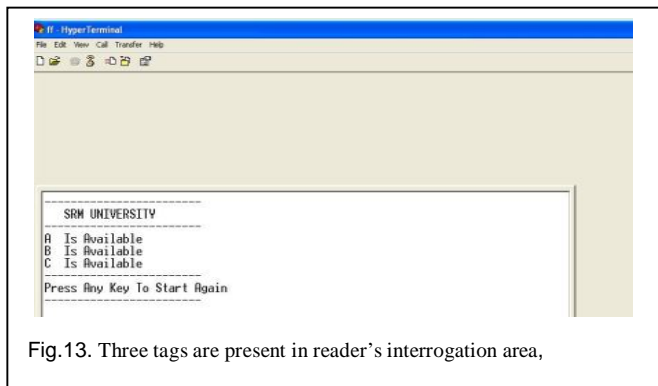 ff - HyperTerminal
File Edit View Call Transfer Help
------------------------
SRM UNIVERSITY
------------------------
A Is Available
B Is Available
C Is Available
------------------------
Press Any Key To Start Again
------------------------
Fig.13. Three tags are present in reader's interrogation area,